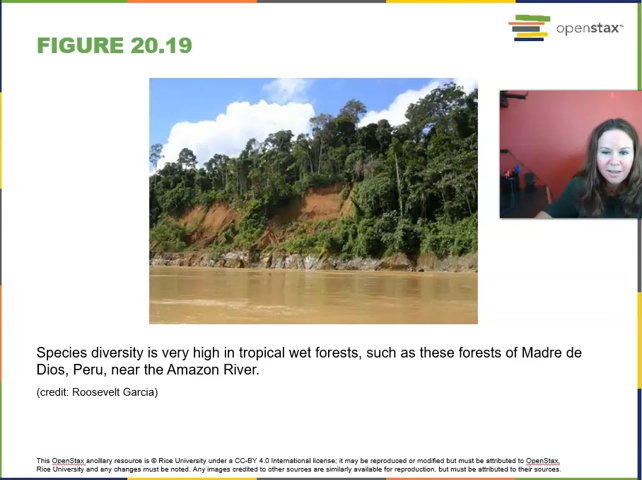 FIGURE 20.19
openstax™
Species diversity is very high in tropical wet forests, such as these forests of Madre de
Dios, Peru, near the Amazon River.
(credit: Roosevelt Garcia)
This OpenStax ancillary resource is © Rice University under a CC-BY 4.0 International license; it may be reproduced or modified but must be attributed to OpenStax,
Rice University and any changes must be noted. Any images credited to other sources are similarly available for reproduction, but must be attributed to their sources.